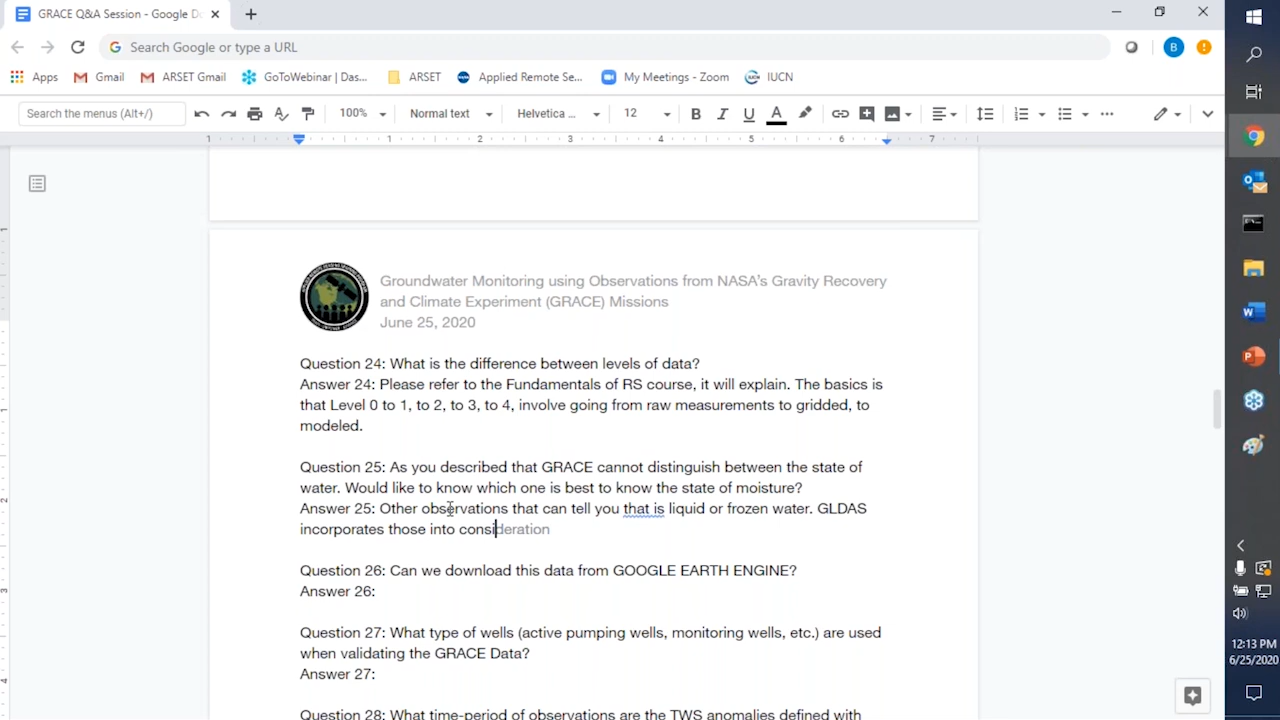 GRACE Q&A Session - Google Do
Search Google or type a URL
B
Apps
Gmail
ARSET Gmail
GoToWebinar | Das...
ARSET
Applied Remote Se...
My Meetings - Zoom
IUCN
Search the menus (Alt+/)
100%
Normal text
Helvetica ...
12
B I U A
1 1 2 3 4 5 6 7
Groundwater Monitoring using Observations from NASA's Gravity Recovery
and Climate Experiment (GRACE) Missions
June 25, 2020
Question 24: What is the difference between levels of data?
Answer 24: Please refer to the Fundamentals of RS course, it will explain. The basics is
that Level 0 to 1, to 2, to 3, to 4, involve going from raw measurements to gridded, to
modeled.
Question 25: As you described that GRACE cannot distinguish between the state of
water. Would like to know which one is best to know the state of moisture?
Answer 25: Other observations that can tell you that is liquid or frozen water. GLDAS
incorporates those into consideration
Question 26: Can we download this data from GOOGLE EARTH ENGINE?
Answer 26:
Question 27: What type of wells (active pumping wells, monitoring wells, etc.) are used
when validating the GRACE Data?
Answer 27:
Question 28: What time-period of observations are the TWS anomalies defined with
12:13 PM
6/25/2020